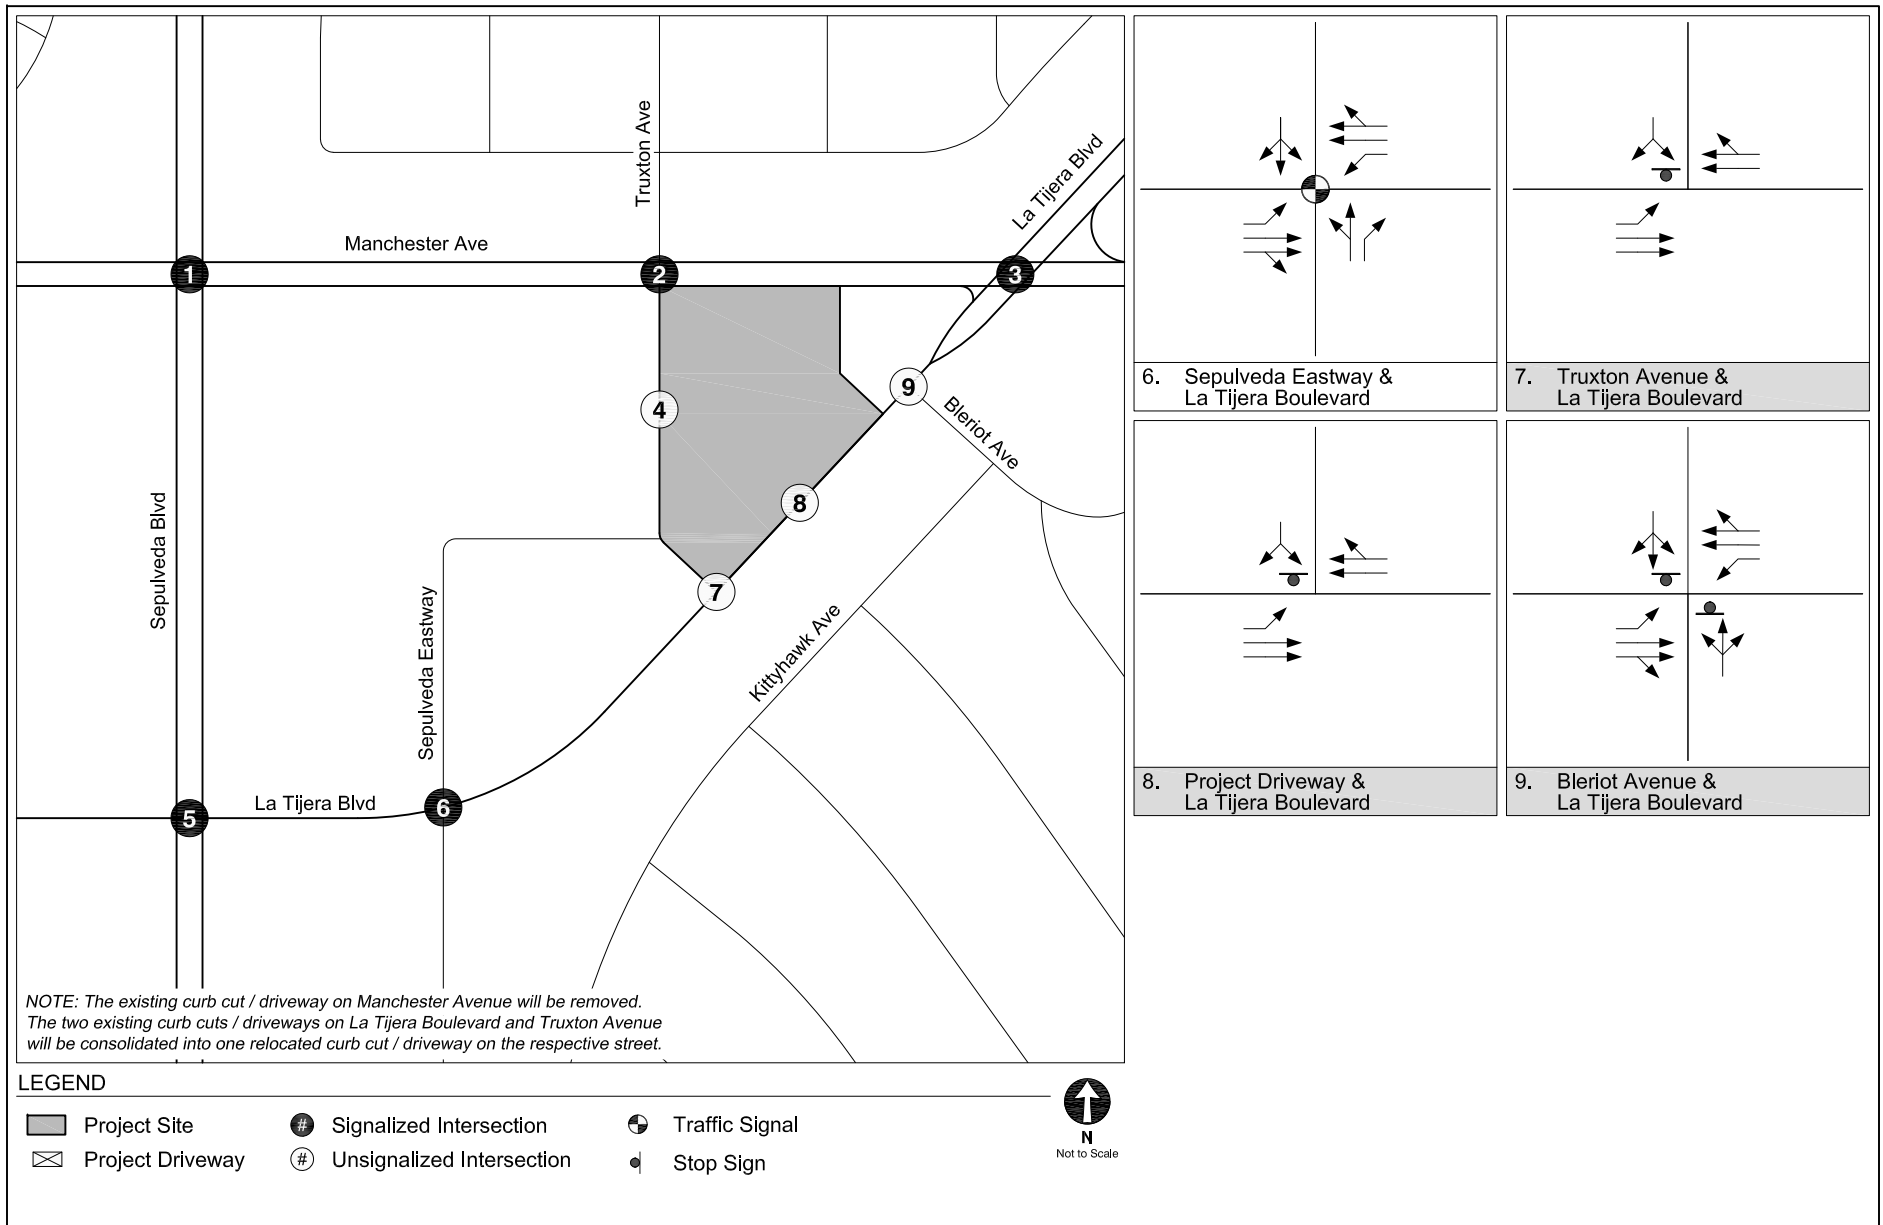 Truxton Ave
La Tijera Blvd
Manchester Ave
1
2
3
4
9
Bleriot Ave
8
Sepulveda Blvd
7
Sepulveda Eastway
Kittyhawk Ave
La Tijera Blvd
5
6
NOTE: The existing curb cut / driveway on Manchester Avenue will be removed.
The two existing curb cuts / driveways on La Tijera Boulevard and Truxton Avenue
will be consolidated into one relocated curb cut / driveway on the respective street.
6. Sepulveda Eastway &
La Tijera Boulevard
7. Truxton Avenue &
La Tijera Boulevard
8. Project Driveway &
La Tijera Boulevard
9. Bleriot Avenue &
La Tijera Boulevard
LEGEND
Project Site
# Signalized Intersection
Traffic Signal
Project Driveway
# Unsignalized Intersection
Stop Sign
N
Not to Scale